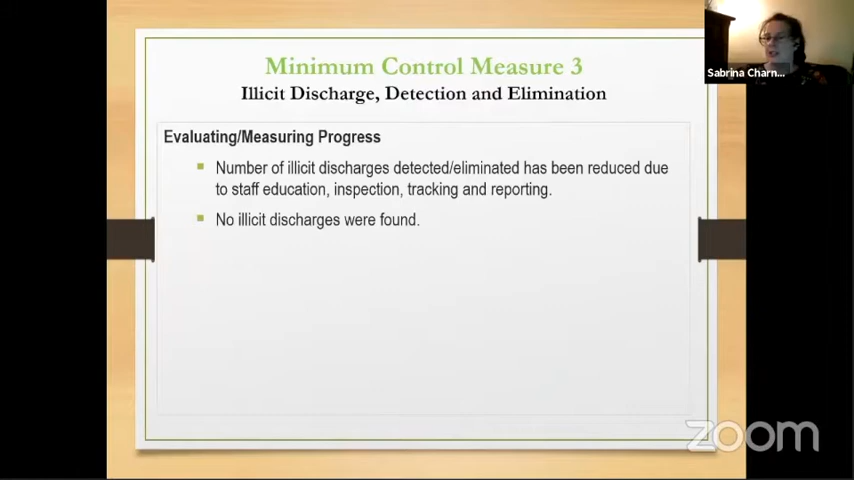 Minimum Control Measure 3
Illicit Discharge, Detection and Elimination
Sabrina Charn...
Evaluating/Measuring Progress
Number of illicit discharges detected/eliminated has been reduced due
to staff education, inspection, tracking and reporting.
No illicit discharges were found.
zoom